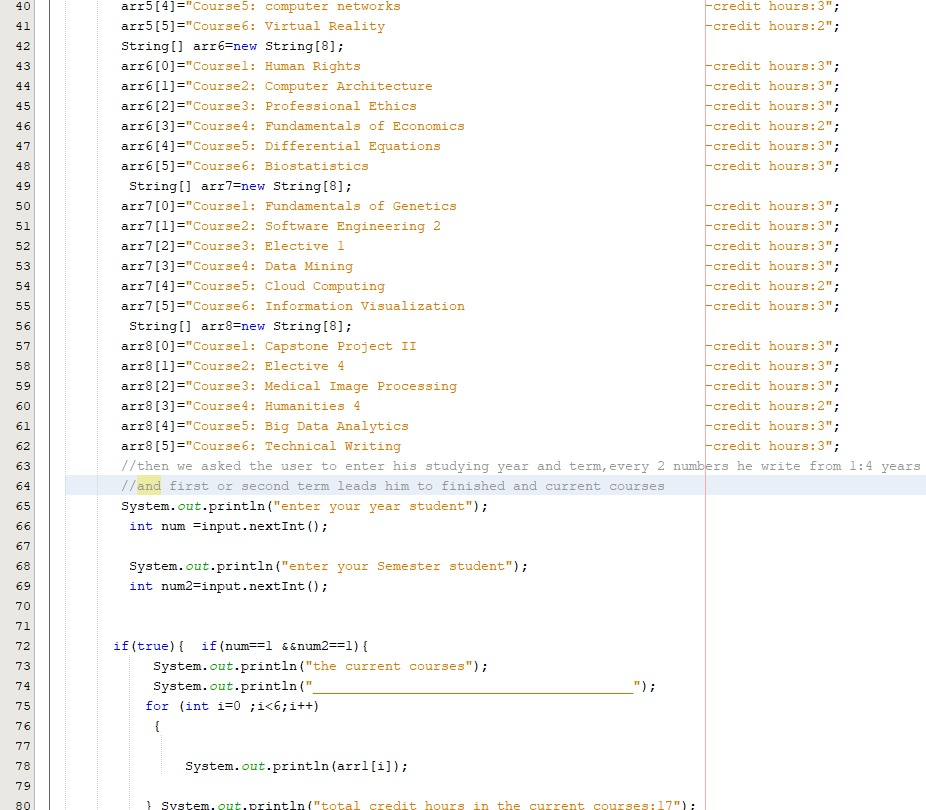 40 arr5[4]="Course5: computer networks -credit hours:3";
41 arr5[5]="Course6: Virtual Reality -credit hours:2";
42 String[] arr6=new String[8];
43 arr6[0]="Course1: Human Rights -credit hours:3";
44 arr6[1]="Course2: Computer Architecture -credit hours:3";
45 arr6[2]="Course3: Professional Ethics -credit hours:3";
46 arr6[3]="Course4: Fundamentals of Economics -credit hours:2";
47 arr6[4]="Course5: Differential Equations -credit hours:3";
48 arr6[5]="Course6: Biostatistics -credit hours:3";
49 String[] arr7=new String[8];
50 arr7[0]="Course1: Fundamentals of Genetics -credit hours:3";
51 arr7[1]="Course2: Software Engineering 2 -credit hours:3";
52 arr7[2]="Course3: Elective 1 -credit hours:3";
53 arr7[3]="Course4: Data Mining -credit hours:3";
54 arr7[4]="Course5: Cloud Computing -credit hours:2";
55 arr7[5]="Course6: Information Visualization -credit hours:3";
56 String[] arr8=new String[8];
57 arr8[0]="Course1: Capstone Project II -credit hours:3";
58 arr8[1]="Course2: Elective 4 -credit hours:3";
59 arr8[2]="Course3: Medical Image Processing -credit hours:3";
60 arr8[3]="Course4: Humanities 4 -credit hours:2";
61 arr8[4]="Course5: Big Data Analytics -credit hours:3";
62 arr8[5]="Course6: Technical Writing -credit hours:3";
63 //then we asked the user to enter his studying year and term,every 2 numbers he write from 1:4 years
64 //and first or second term leads him to finished and current courses
65 System.out.println("enter your year student");
66 int num =input.nextInt();
67
68 System.out.println("enter your Semester student");
69 int num2=input.nextInt();
70
71
72 if(true){ if(num==1 &&num2==1){
73 System.out.println("the current courses");
74 System.out.println("________________________________________");
75 for (int i=0 ;i<6;i++)
76 {
77
78 System.out.println(arr1[i]);
79
80 } System.out.println("total credit hours in the current courses:17");